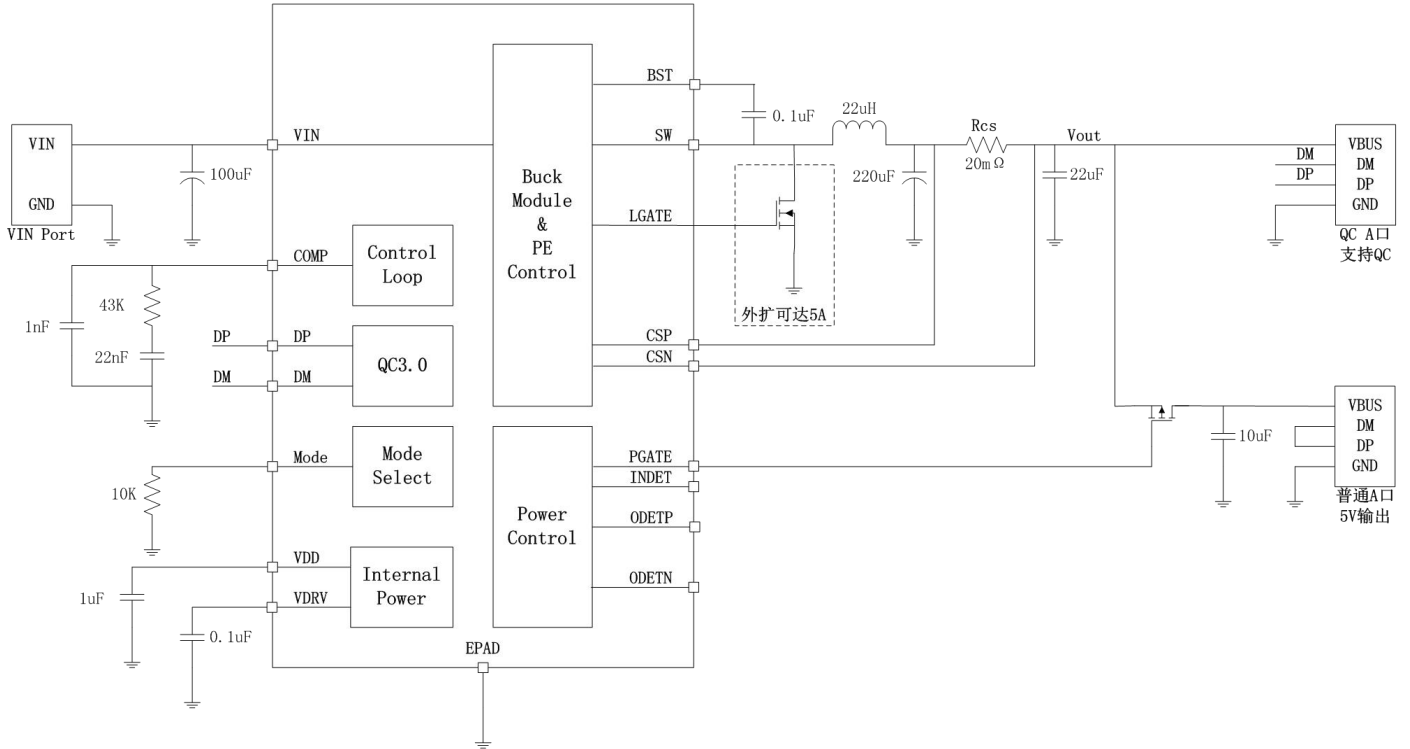 BST
0.1uF
22uH
SW
Rcs
20mΩ
Vout
VIN
GND
VIN Port
100uF
VIN
Buck
Module
&
PE
Control
220uF
22uF
VBUS
DM
DP
GND
DM
DP
QC A口
支持QC
LGATE
外扩可达5A
COMP
Control
Loop
43K
1nF
22nF
DP
DP
DM
DM
QC3.0
CSP
CSN
Mode
Mode
Select
10K
PGATE
INDET
ODETP
ODETN
Power
Control
10uF
VBUS
DM
DP
GND
普通A口
5V输出
VDD
VDRV
Internal
Power
1uF
0.1uF
EPAD